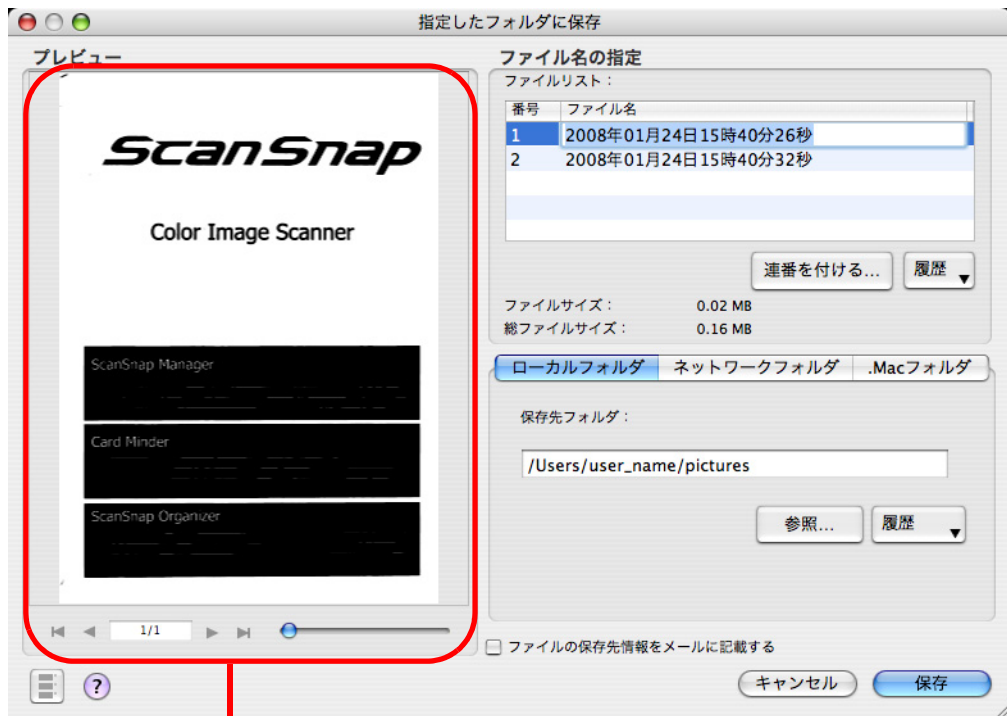 指定したフォルダに保存
プレビュー
ScanSnap
Color Image Scanner
ScanSnap Manager
Card Minder
ScanSnap Organizer
1/1
?
ファイル名の指定
ファイルリスト：
番号 ファイル名
1 2008年01月24日15時40分26秒
2 2008年01月24日15時40分32秒
連番を付ける... 履歴
ファイルサイズ： 0.02 MB
総ファイルサイズ： 0.16 MB
ローカルフォルダ ネットワークフォルダ .Macフォルダ
保存先フォルダ：
/Users/user_name/pictures
参照... 履歴
ファイルの保存先情報をメールに記載する
キャンセル 保存